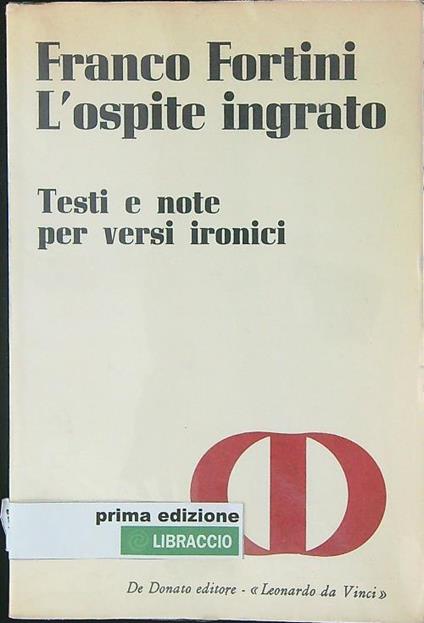 Franco Fortini
L'ospite ingrato
Testi e note
per versi ironici
prima edizione
LIBRACCIO
De Donato editore - «Leonardo da Vinci»